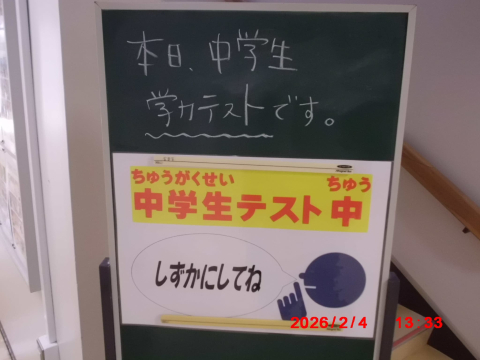 本日、中学生
学力テストです。
ちゅうがくせい ちゅう
中学生テスト中
しずかにしてね
2026/2/4 13:33